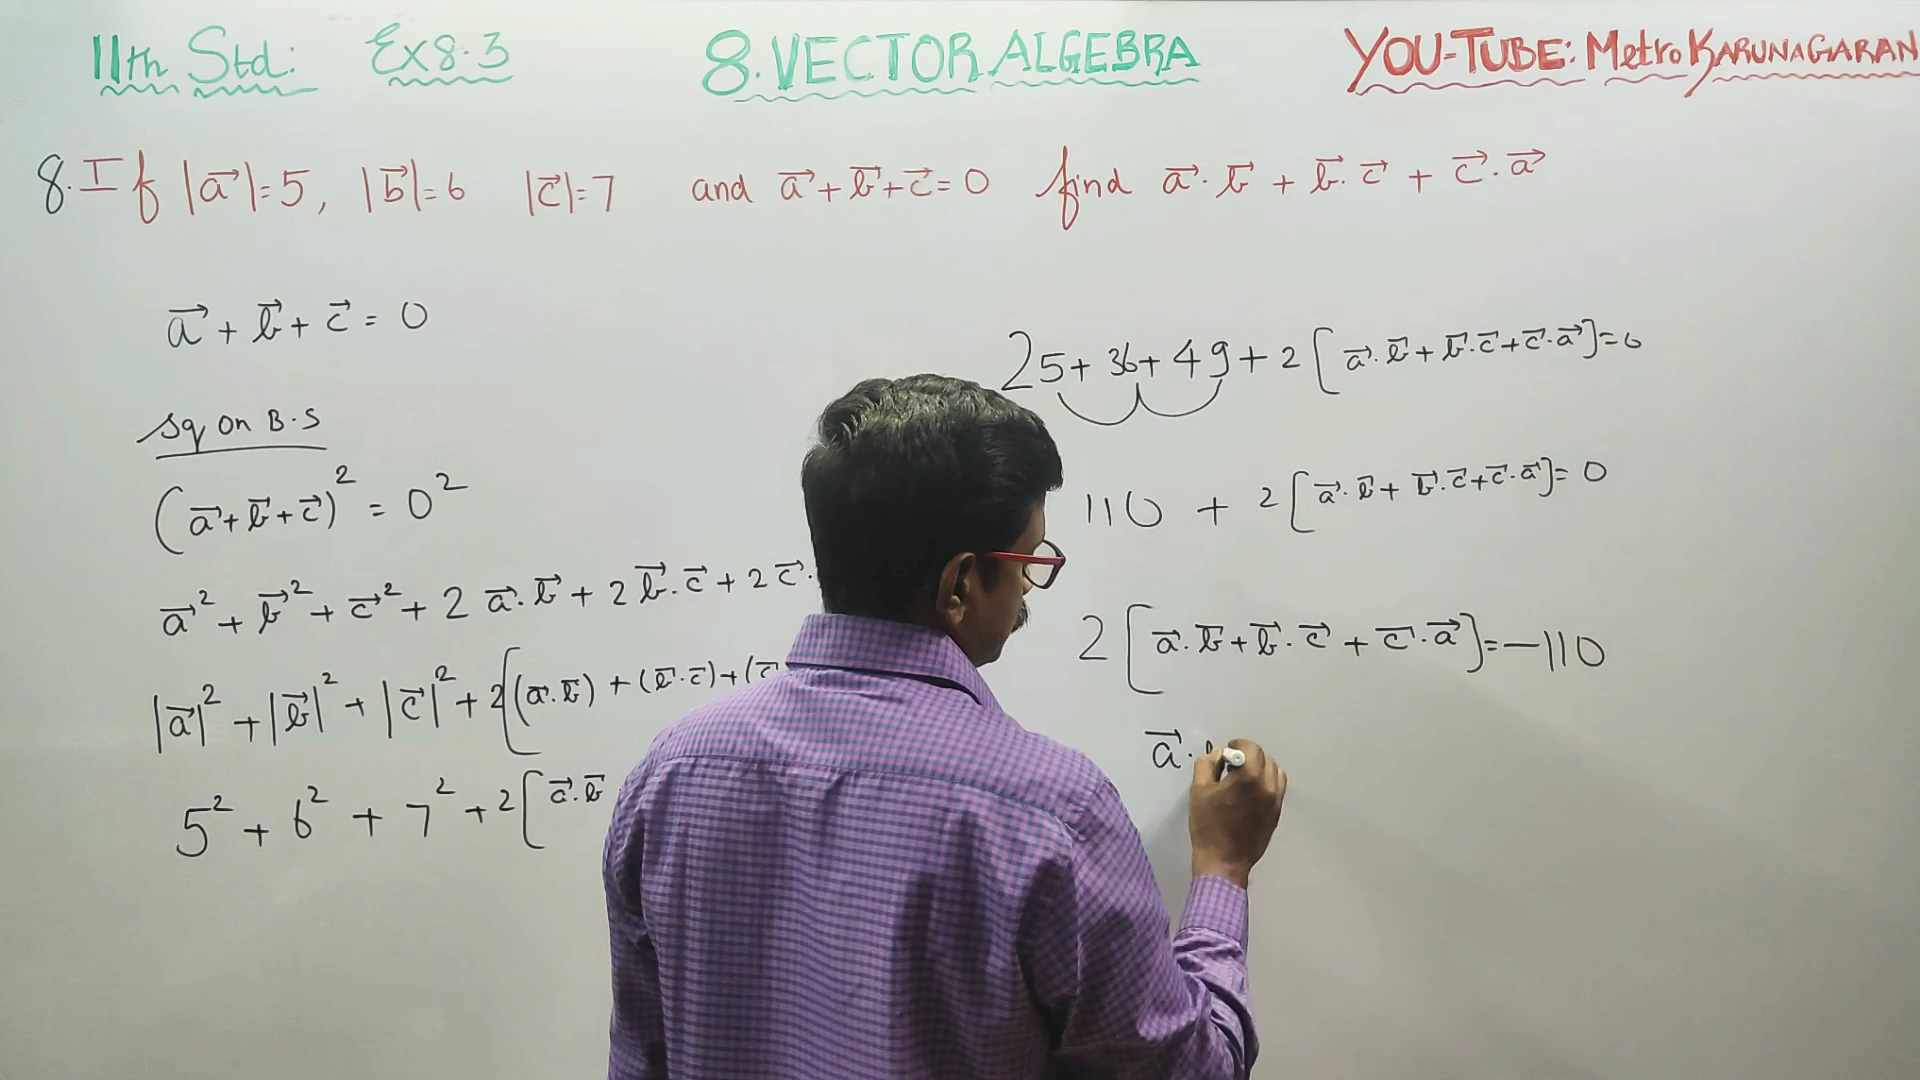 11th Std: Ex 8.3 8.VECTOR ALGEBRA YOU-TUBE: Metro KARUNAGARAN
8. If |a⃗|=5, |b⃗|=6 |c⃗|=7 and a⃗+b⃗+c⃗=0 find a⃗.b⃗ + b⃗.c⃗ + c⃗.a⃗
a⃗ + b⃗ + c⃗ = 0
Sq on B.S
(a⃗+b⃗+c⃗)² = 0²
a⃗² + b⃗² + c⃗² + 2 a⃗.b⃗ + 2 b⃗.c⃗ + 2 c⃗.
|a⃗|² + |b⃗|² + |c⃗|² + 2[(a⃗.b⃗) + (b⃗.c⃗) + (c⃗
5² + 6² + 7² + 2[a⃗.b⃗
25 + 36 + 49 + 2[a⃗.b⃗ + b⃗.c⃗ + c⃗.a⃗]=0
110 + 2[a⃗.b⃗ + b⃗.c⃗ + c⃗.a⃗]= 0
2[a⃗.b⃗ + b⃗.c⃗ + c⃗.a⃗]=-110
a⃗.